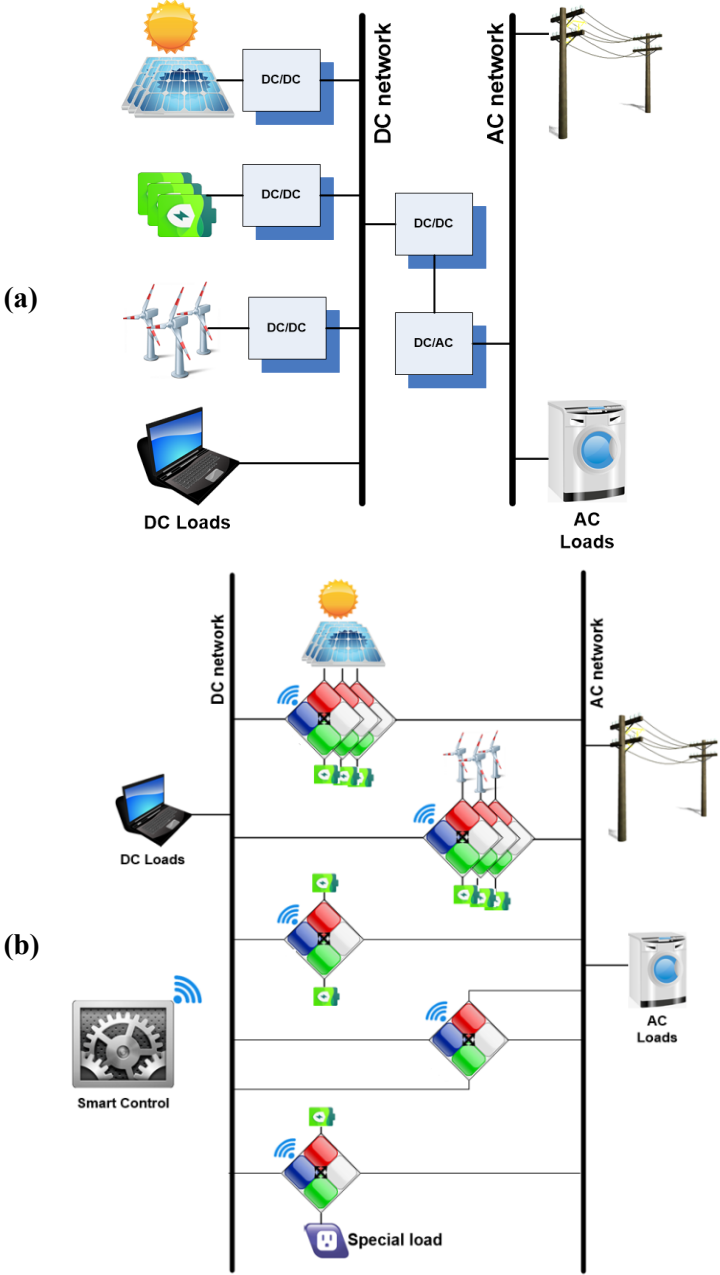 DC network
AC network
DC/DC
DC/DC
DC/DC
(a)
DC/DC
DC/AC
DC Loads
AC
Loads
DC network
AC network
DC Loads
(b)
AC
Loads
Smart Control
Special load